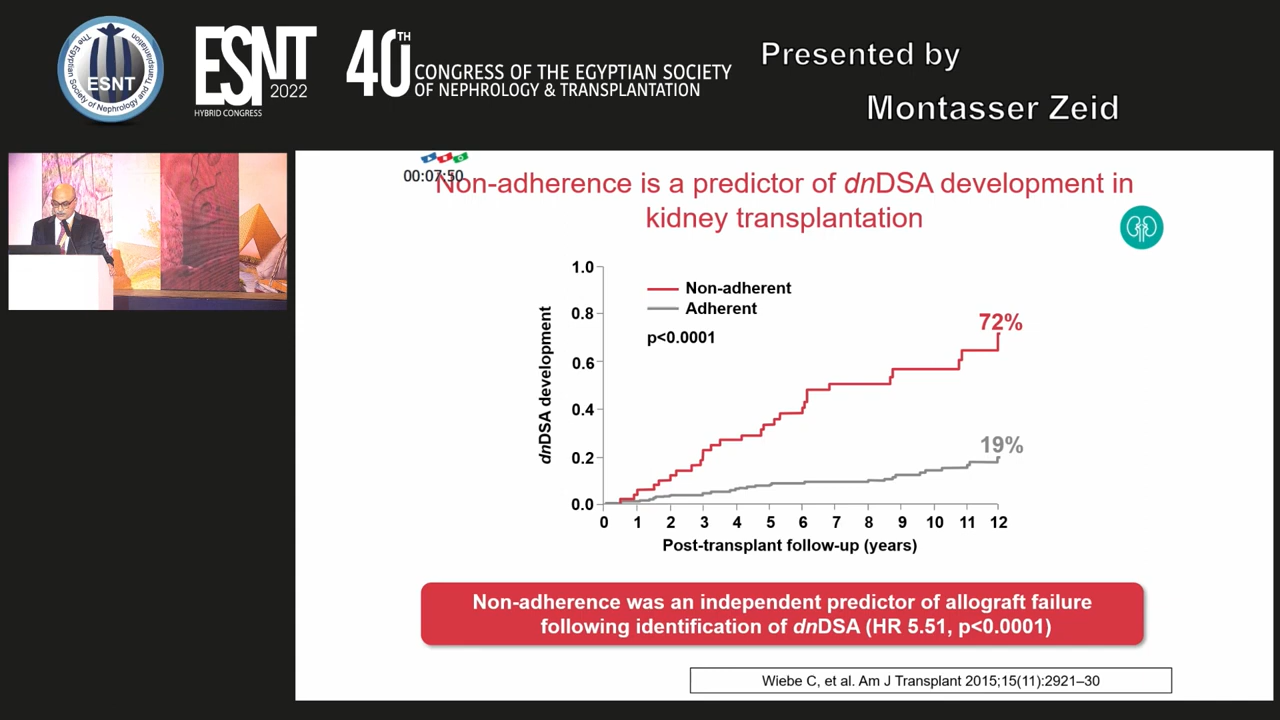 The Egyptian Society of Nephrology and Transplantation
ESNT
ESNT
2022
HYBRID CONGRESS
40TH
CONGRESS OF THE EGYPTIAN SOCIETY
OF NEPHROLOGY & TRANSPLANTATION
Presented by
Montasser Zeid
A B C
00:07:50
Non-adherence is a predictor of dnDSA development in
kidney transplantation
dnDSA development
1.0
0.8
0.6
0.4
0.2
0.0
Non-adherent
Adherent
p<0.0001
72%
19%
0 1 2 3 4 5 6 7 8 9 10 11 12
Post-transplant follow-up (years)
Non-adherence was an independent predictor of allograft failure
following identification of dnDSA (HR 5.51, p<0.0001)
Wiebe C, et al. Am J Transplant 2015;15(11):2921–30